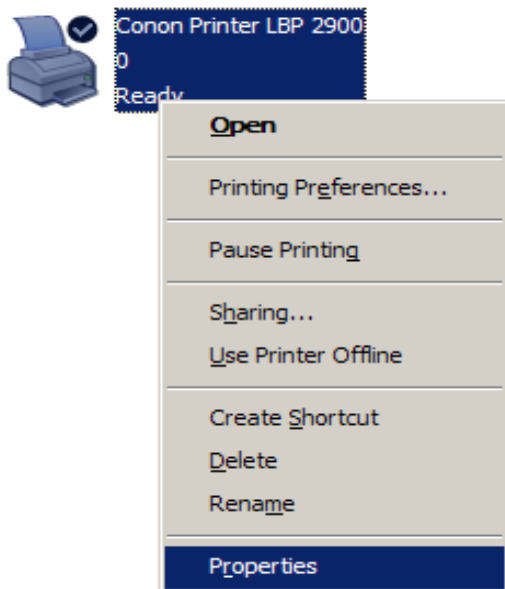 Conon Printer LBP 2900
0
Ready
Open
Printing Preferences...
Pause Printing
Sharing...
Use Printer Offline
Create Shortcut
Delete
Rename
Properties